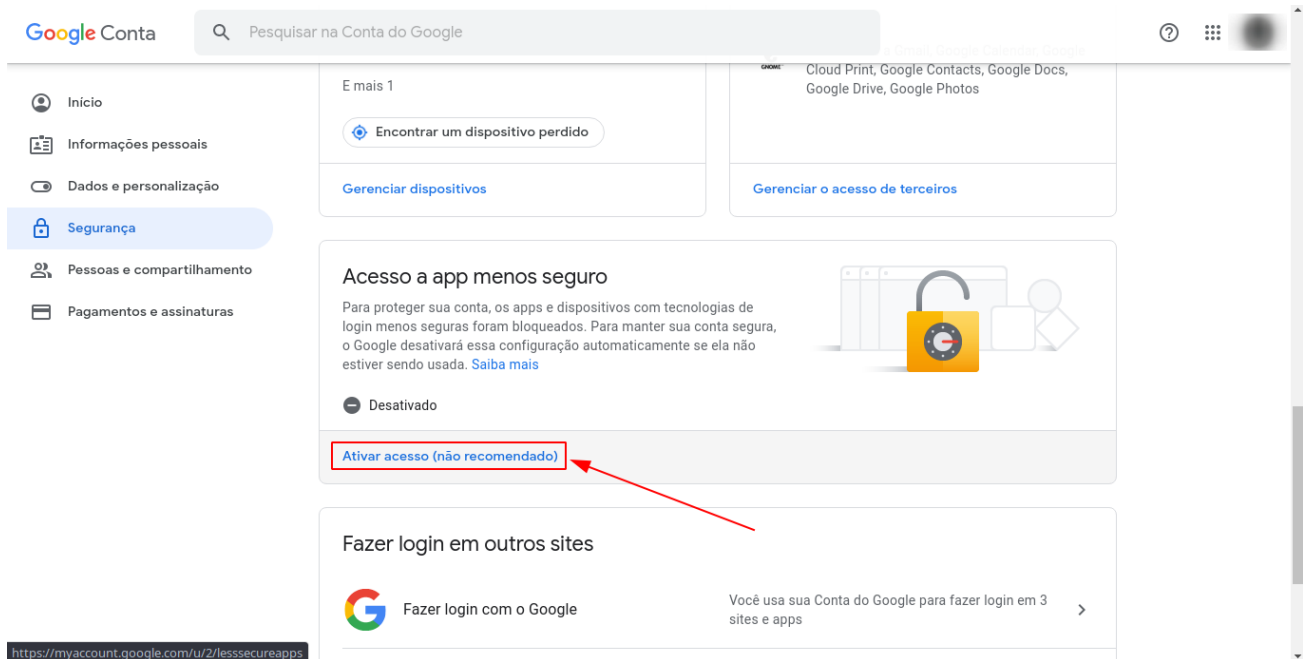 Google Conta
Pesquisar na Conta do Google
Início
Informações pessoais
Dados e personalização
Segurança
Pessoas e compartilhamento
Pagamentos e assinaturas
E mais 1
Encontrar um dispositivo perdido
Gerenciar dispositivos
GNOME
a Gmail, Google Calendar, Google
Cloud Print, Google Contacts, Google Docs,
Google Drive, Google Photos
Gerenciar o acesso de terceiros
Acesso a app menos seguro
Para proteger sua conta, os apps e dispositivos com tecnologias de
login menos seguras foram bloqueados. Para manter sua conta segura,
o Google desativará essa configuração automaticamente se ela não
estiver sendo usada. Saiba mais
Desativado
Ativar acesso (não recomendado)
Fazer login em outros sites
Fazer login com o Google
Você usa sua Conta do Google para fazer login em 3
sites e apps
https://myaccount.google.com/u/2/lesssecureapps